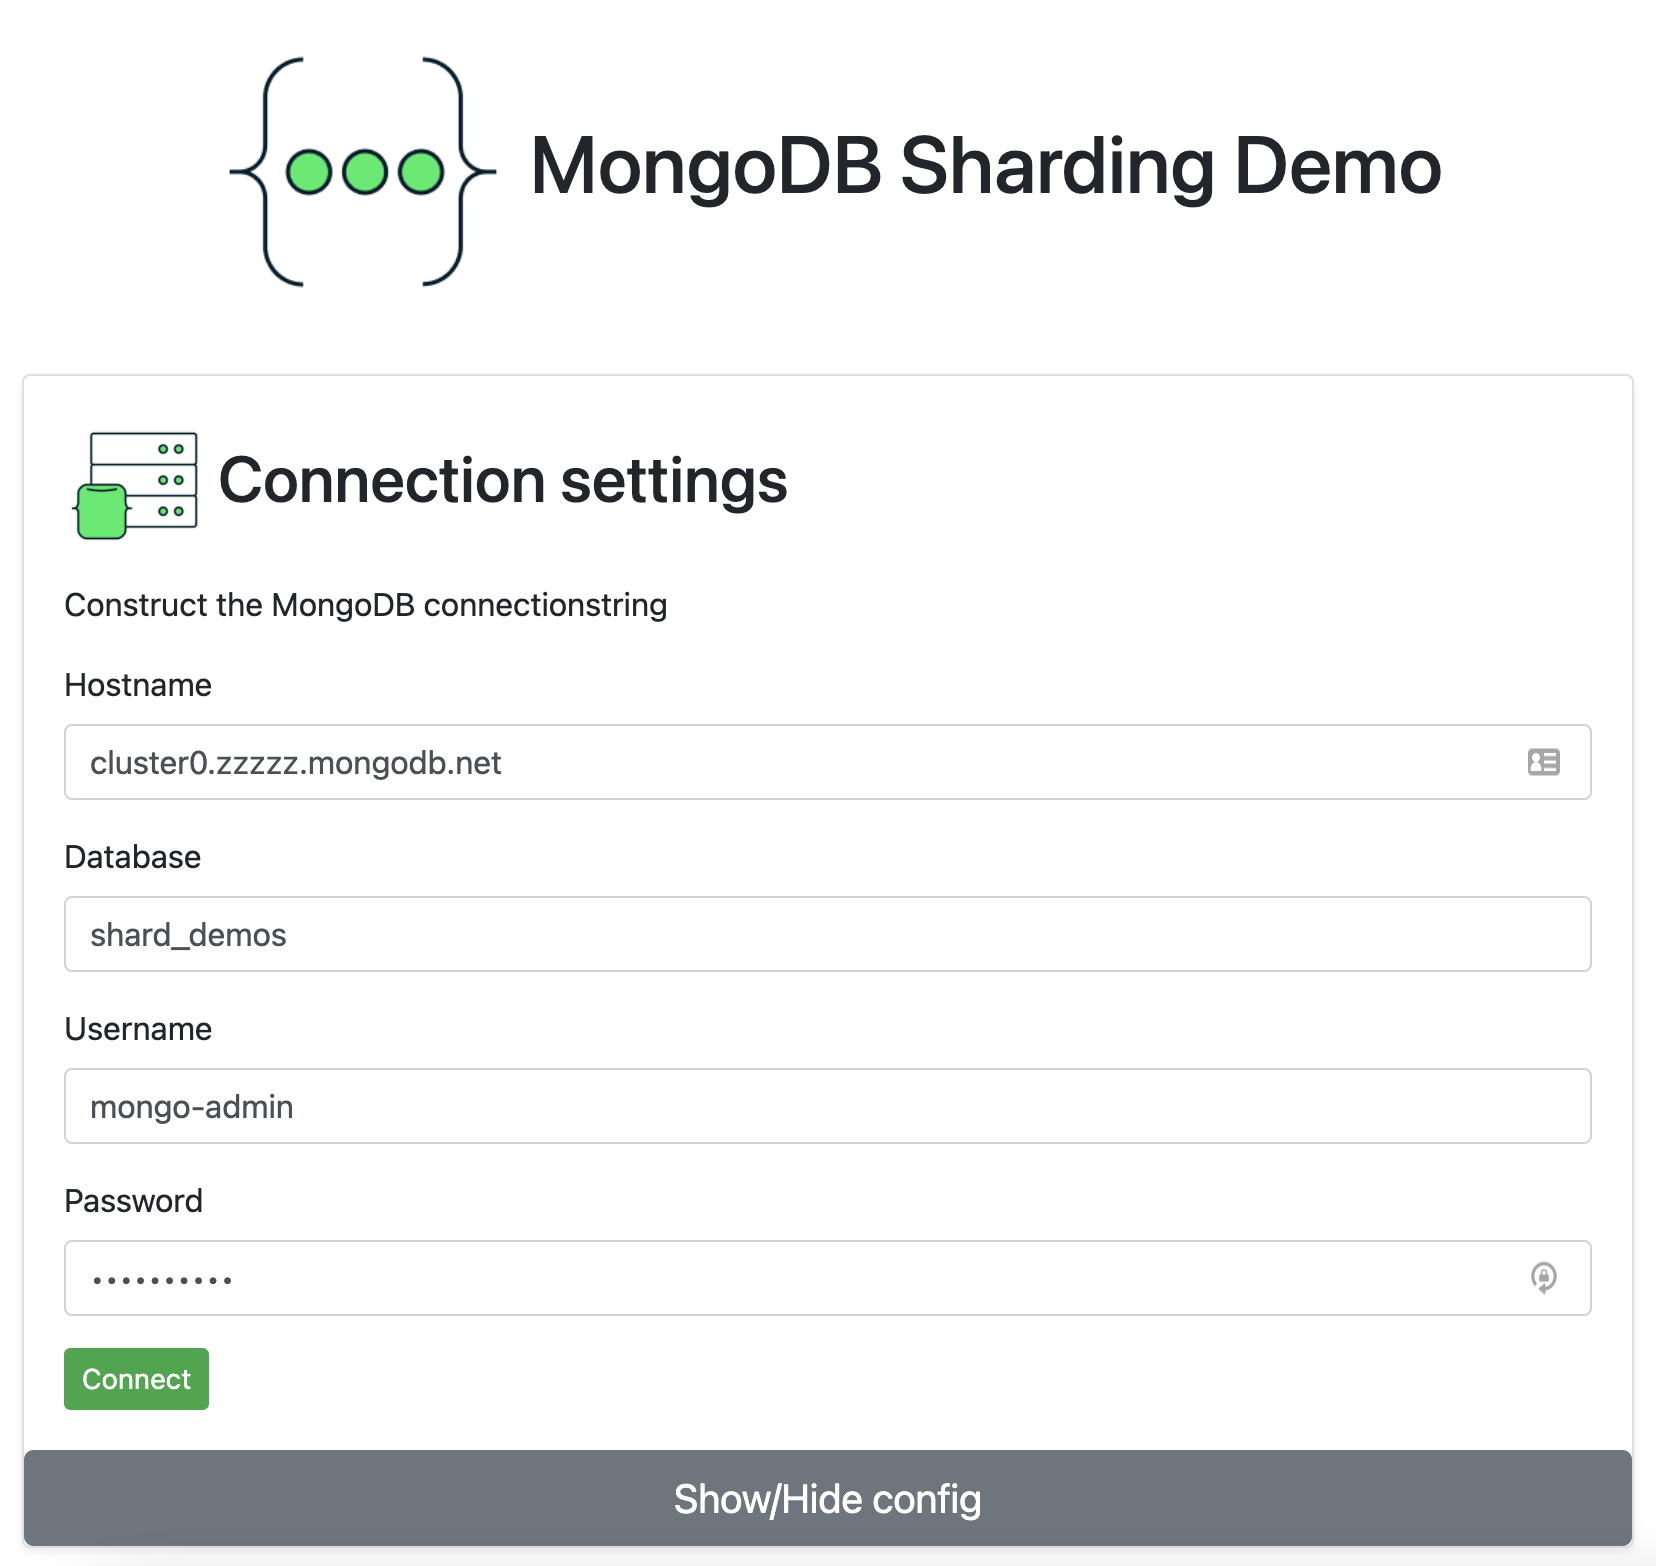 MongoDB Sharding Demo
Connection settings
Construct the MongoDB connectionstring
Hostname
cluster0.zzzzz.mongodb.net
Database
shard_demos
Username
mongo-admin
Password
••••••••••
Connect
Show/Hide config